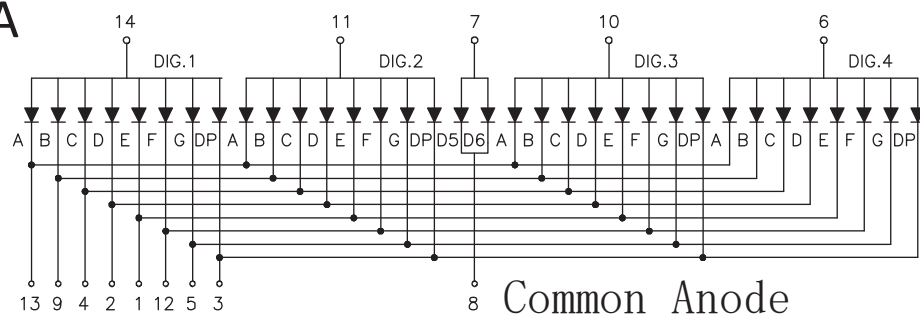 A
14 11 7 10 6
DIG.1 DIG.2 DIG.3 DIG.4
A B C D E F G DP A B C D E F G DP D5 D6 A B C D E F G DP A B C D E F G DP
13 9 4 2 1 12 5 3 8 Common Anode